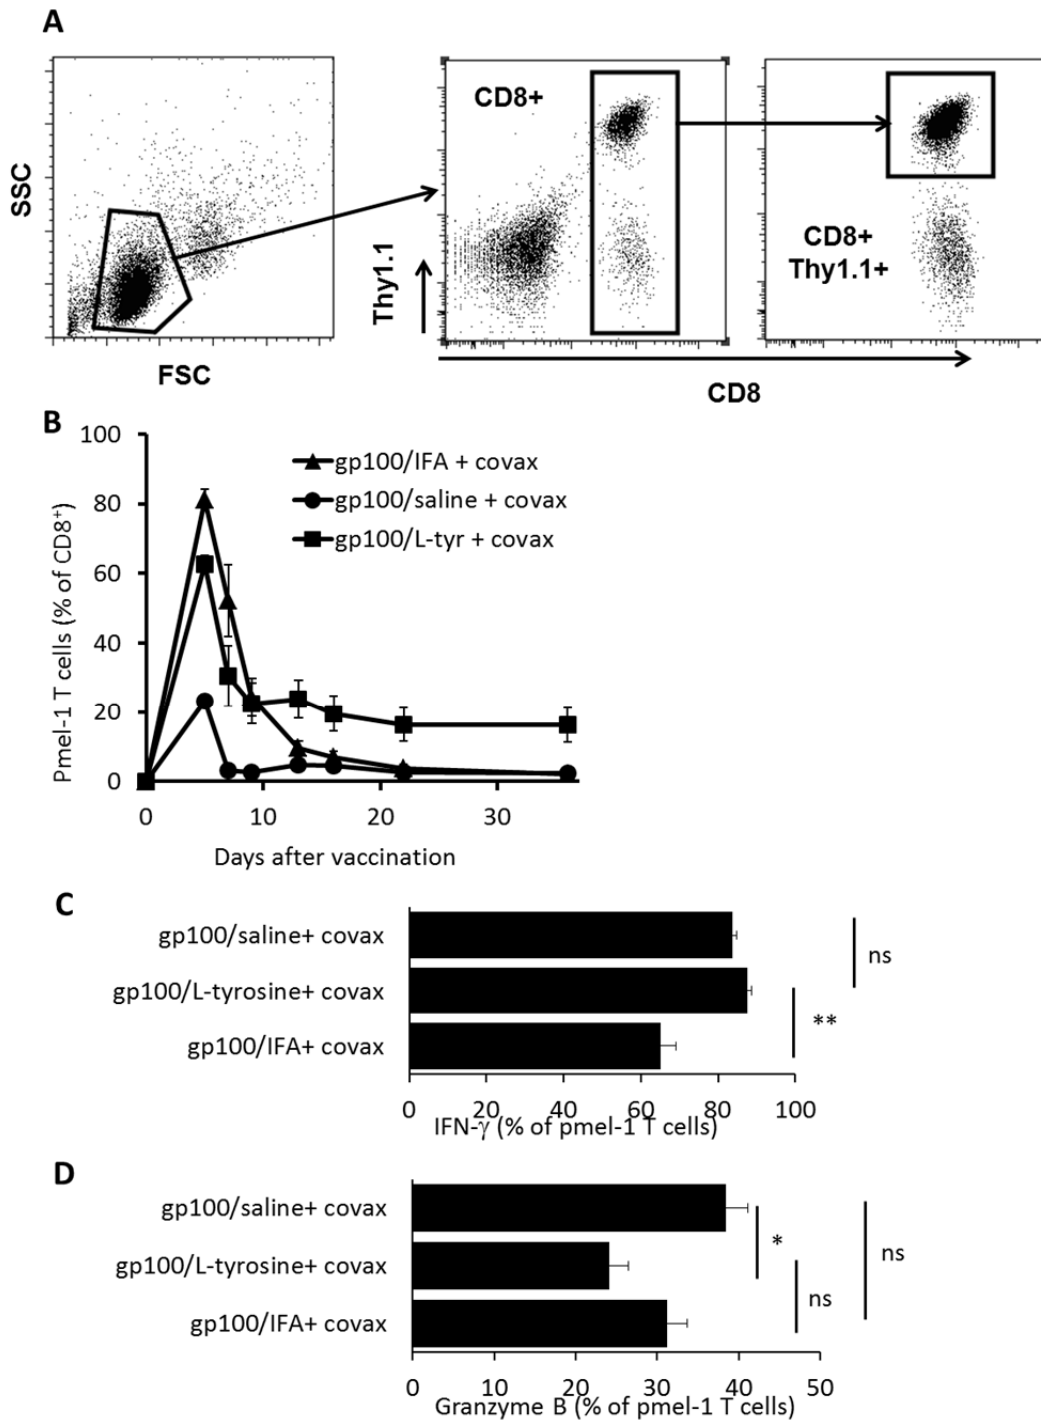 A
SSC
FSC
CD8+
Thy1.1
CD8+
Thy1.1+
CD8
B
Pmel-1 T cells (% of CD8⁺)
100
80
60
40
20
0
gp100/IFA + covax
gp100/saline + covax
gp100/L-tyr + covax
0 10 20 30
Days after vaccination
C
gp100/saline+ covax
gp100/L-tyrosine+ covax
gp100/IFA+ covax
ns
**
0 20 40 60 80 100
IFN-γ (% of pmel-1 T cells)
D
gp100/saline+ covax
gp100/L-tyrosine+ covax
gp100/IFA+ covax
*
ns
ns
0 10 20 30 40 50
Granzyme B (% of pmel-1 T cells)